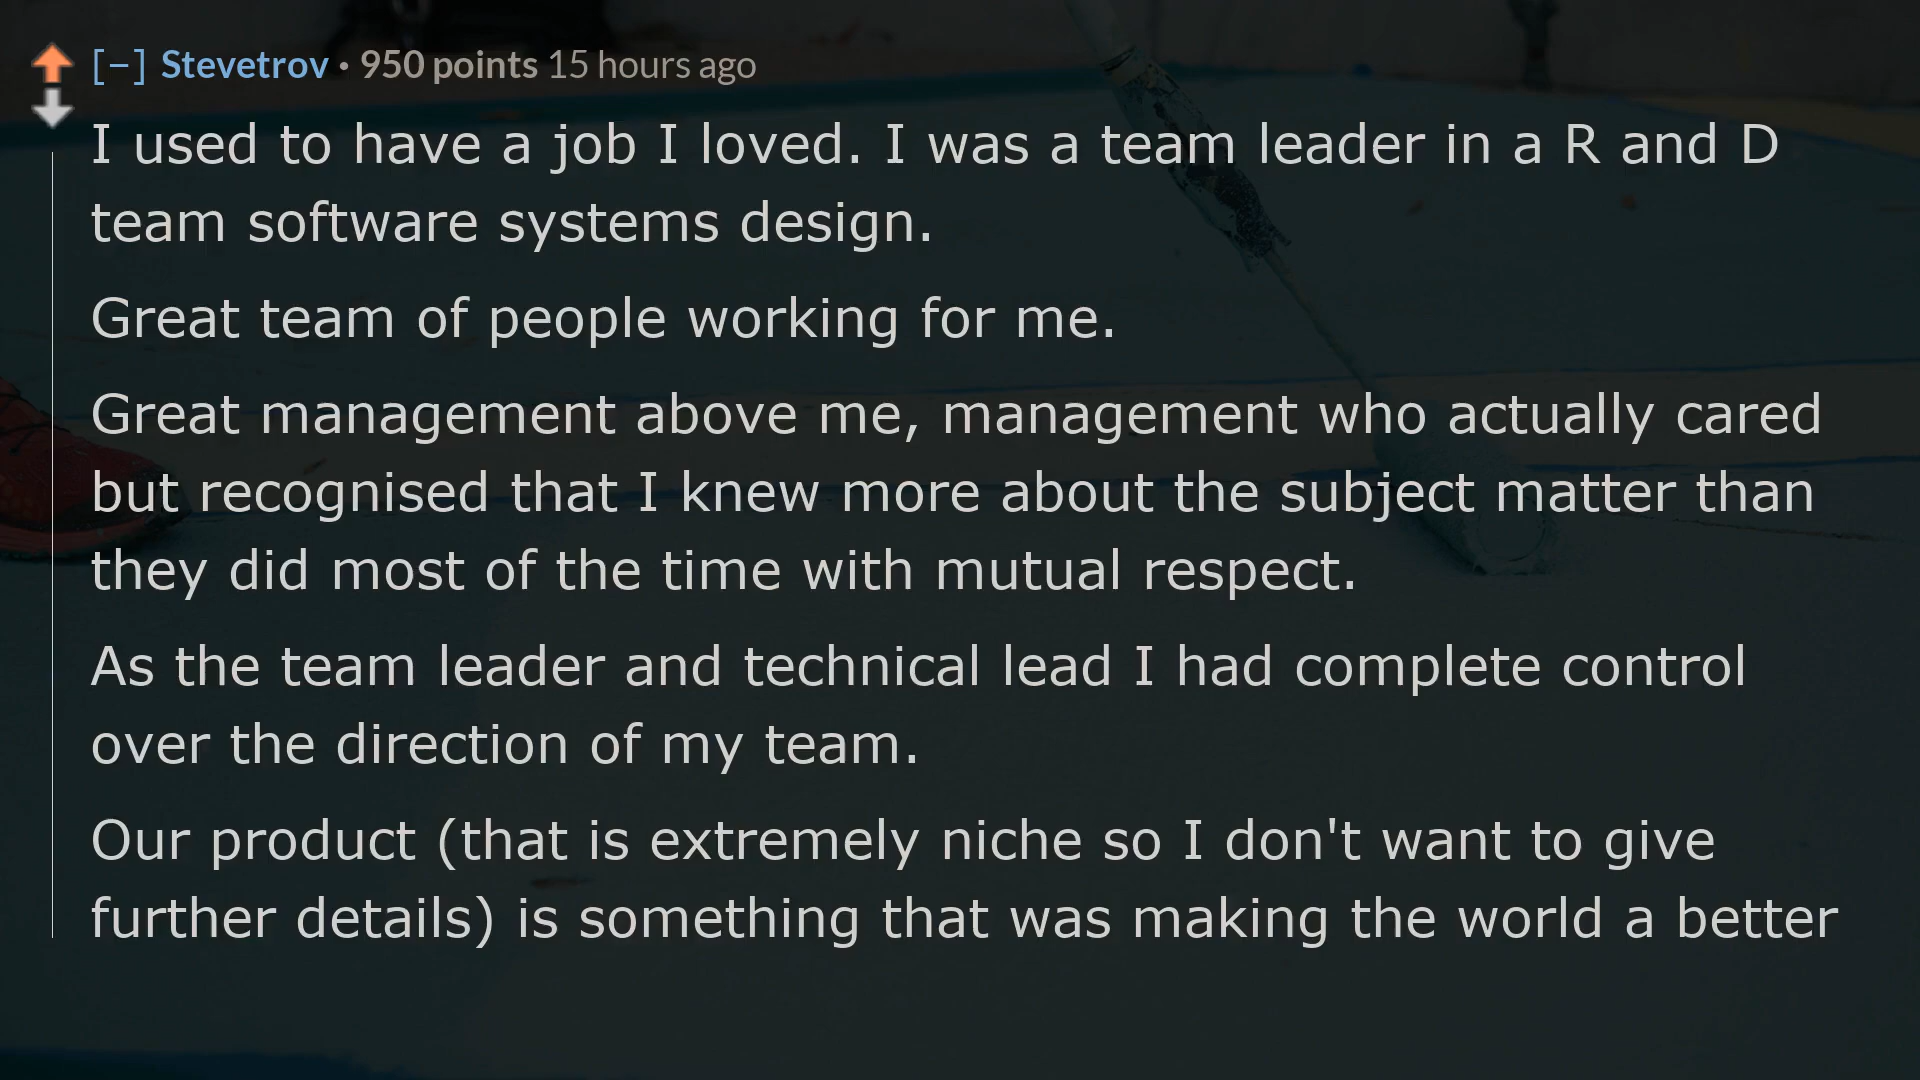 [–] Stevetrov • 950 points 15 hours ago
I used to have a job I loved. I was a team leader in a R and D
team software systems design.
Great team of people working for me.
Great management above me, management who actually cared
but recognised that I knew more about the subject matter than
they did most of the time with mutual respect.
As the team leader and technical lead I had complete control
over the direction of my team.
Our product (that is extremely niche so I don't want to give
further details) is something that was making the world a better